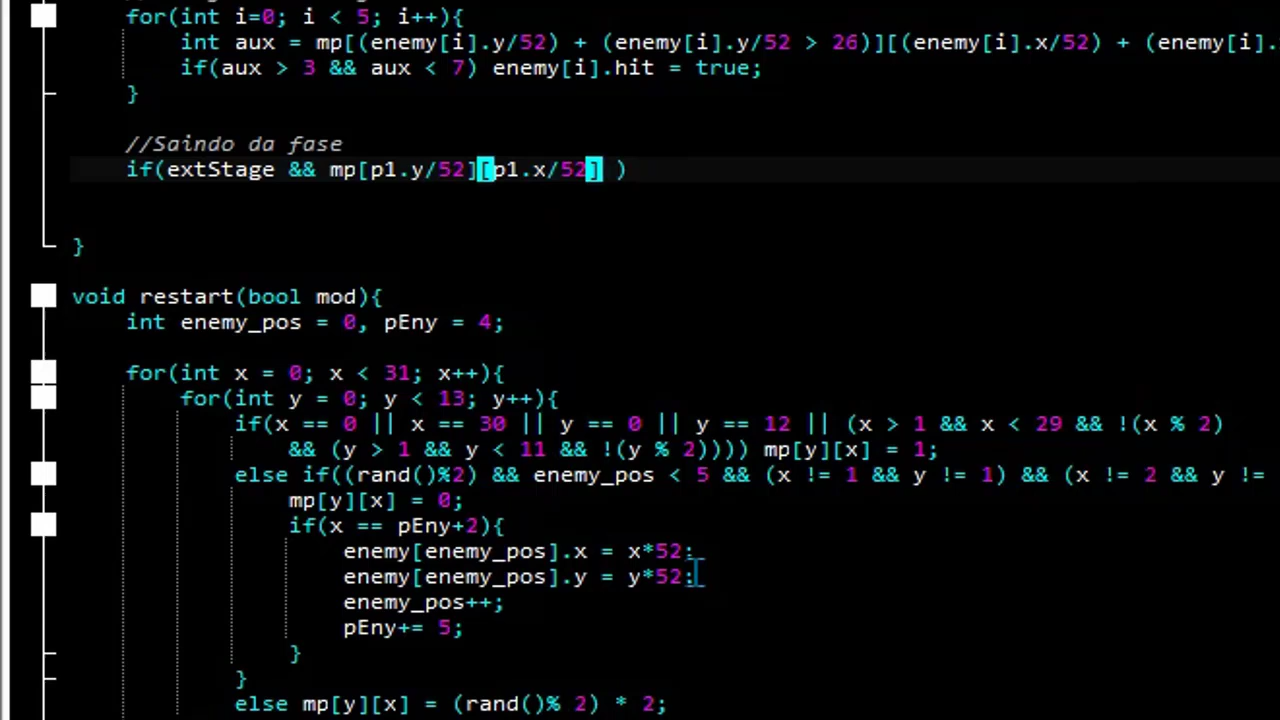 for(int i=0; i < 5; i++){
int aux = mp[(enemy[i].y/52) + (enemy[i].y/52 > 26)][(enemy[i].x/52) + (enemy[i].
if(aux > 3 && aux < 7) enemy[i].hit = true;
}
//Saindo da fase
if(extStage && mp[p1.y/52][p1.x/52] )
}
void restart(bool mod){
int enemy_pos = 0, pEny = 4;
for(int x = 0; x < 31; x++){
for(int y = 0; y < 13; y++){
if(x == 0 || x == 30 || y == 0 || y == 12 || (x > 1 && x < 29 && !(x % 2)
&& (y > 1 && y < 11 && !(y % 2)))) mp[y][x] = 1;
else if((rand()%2) && enemy_pos < 5 && (x != 1 && y != 1) && (x != 2 && y !=
mp[y][x] = 0;
if(x == pEny+2){
enemy[enemy_pos].x = x*52;
enemy[enemy_pos].y = y*52;
enemy_pos++;
pEny+= 5;
}
}
else mp[y][x] = (rand()% 2) * 2;